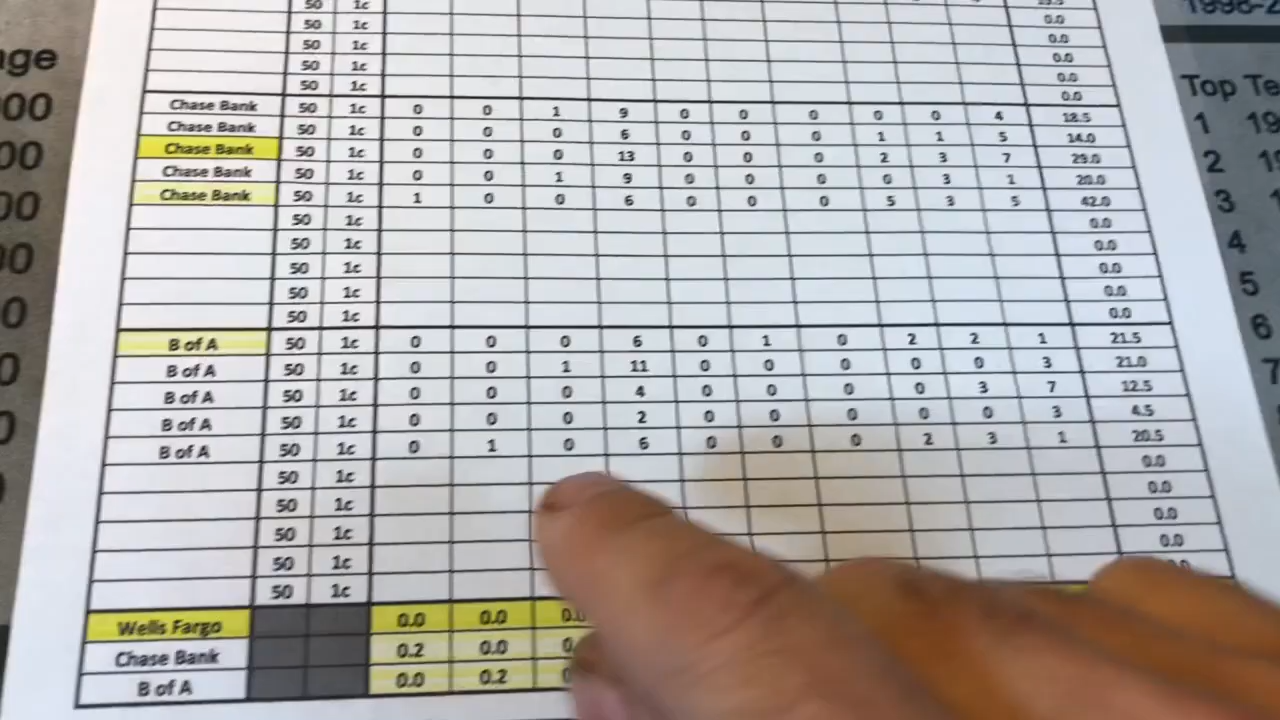 1998-2
age
50 1c
50 1c 0.0
50 1c 0.0
50 1c 0.0
50 1c 0.0
0.0
Chase Bank 50 1c 0 0 1 9 0 0 0 0 0 4 18.5
Chase Bank 50 1c 0 0 0 6 0 0 0 1 1 5 14.0
Chase Bank 50 1c 0 0 0 13 0 0 0 2 3 7 29.0
Chase Bank 50 1c 0 0 1 9 0 0 0 0 3 1 20.0
Chase Bank 50 1c 1 0 0 6 0 0 0 5 3 5 42.0
50 1c 0.0
50 1c 0.0
50 1c 0.0
50 1c 0.0
50 1c 0.0
B of A 50 1c 0 0 0 6 0 1 0 2 2 1 21.5
B of A 50 1c 0 0 1 11 0 0 0 0 0 3 21.0
B of A 50 1c 0 0 0 4 0 0 0 0 3 7 12.5
B of A 50 1c 0 0 0 2 0 0 0 0 0 3 4.5
B of A 50 1c 0 1 0 6 0 0 0 2 3 1 20.5
50 1c 0.0
50 1c 0.0
50 1c 0.0
50 1c 0.0
50 1c
Wells Fargo 0.0 0.0
Chase Bank 0.2 0.0
B of A 0.0 0.2
Top Te
1 19
2
3
4
5
6
7